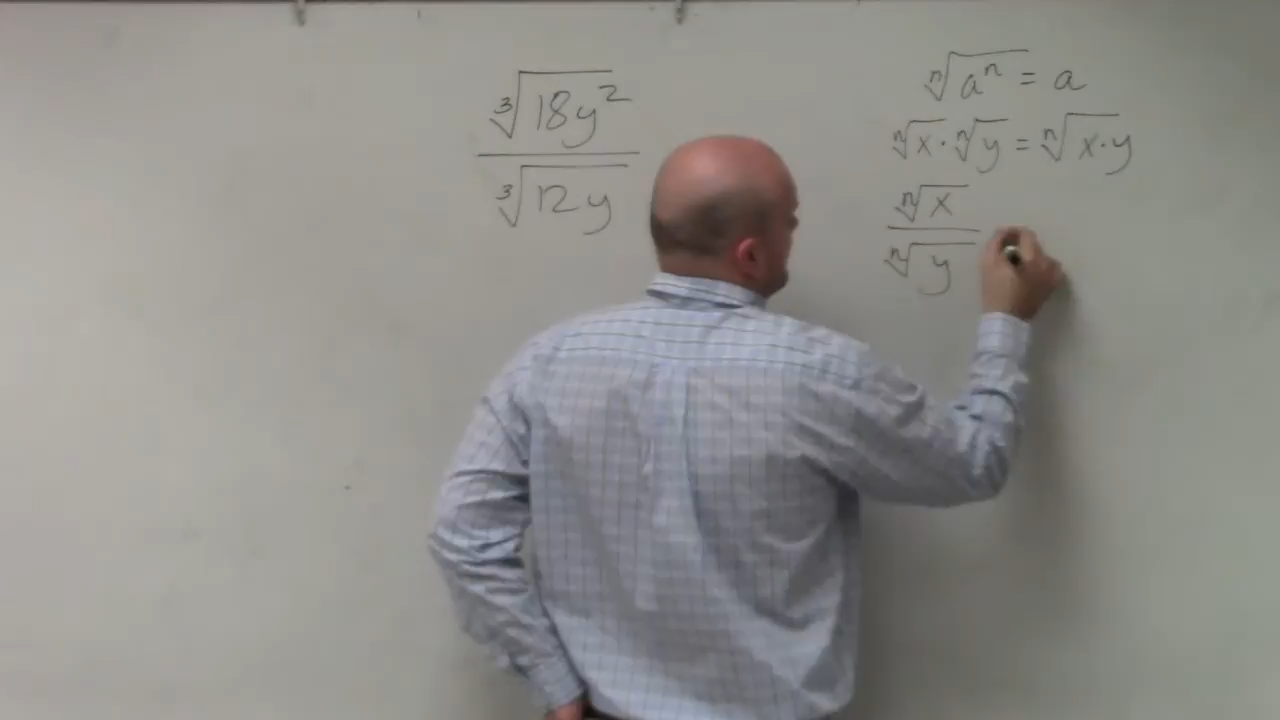 ∛18y²
∛12y
ⁿ√aⁿ = a
ⁿ√x · ⁿ√y = ⁿ√x·y
ⁿ√x
ⁿ√y